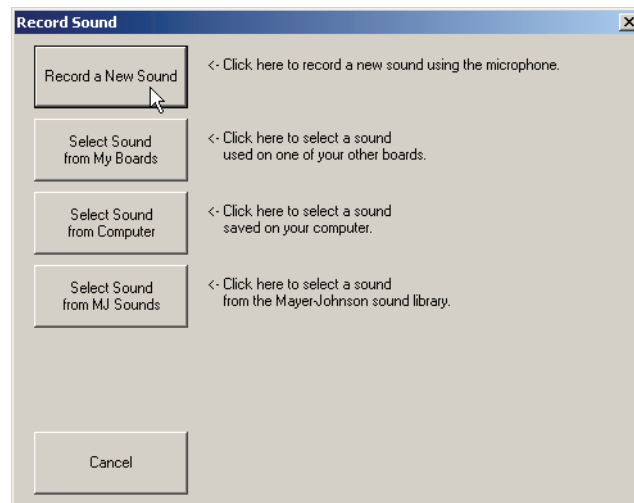 Record Sound
Record a New Sound
<- Click here to record a new sound using the microphone.
Select Sound
from My Boards
<- Click here to select a sound
used on one of your other boards.
Select Sound
from Computer
<- Click here to select a sound
saved on your computer.
Select Sound
from MJ Sounds
<- Click here to select a sound
from the Mayer-Johnson sound library.
Cancel